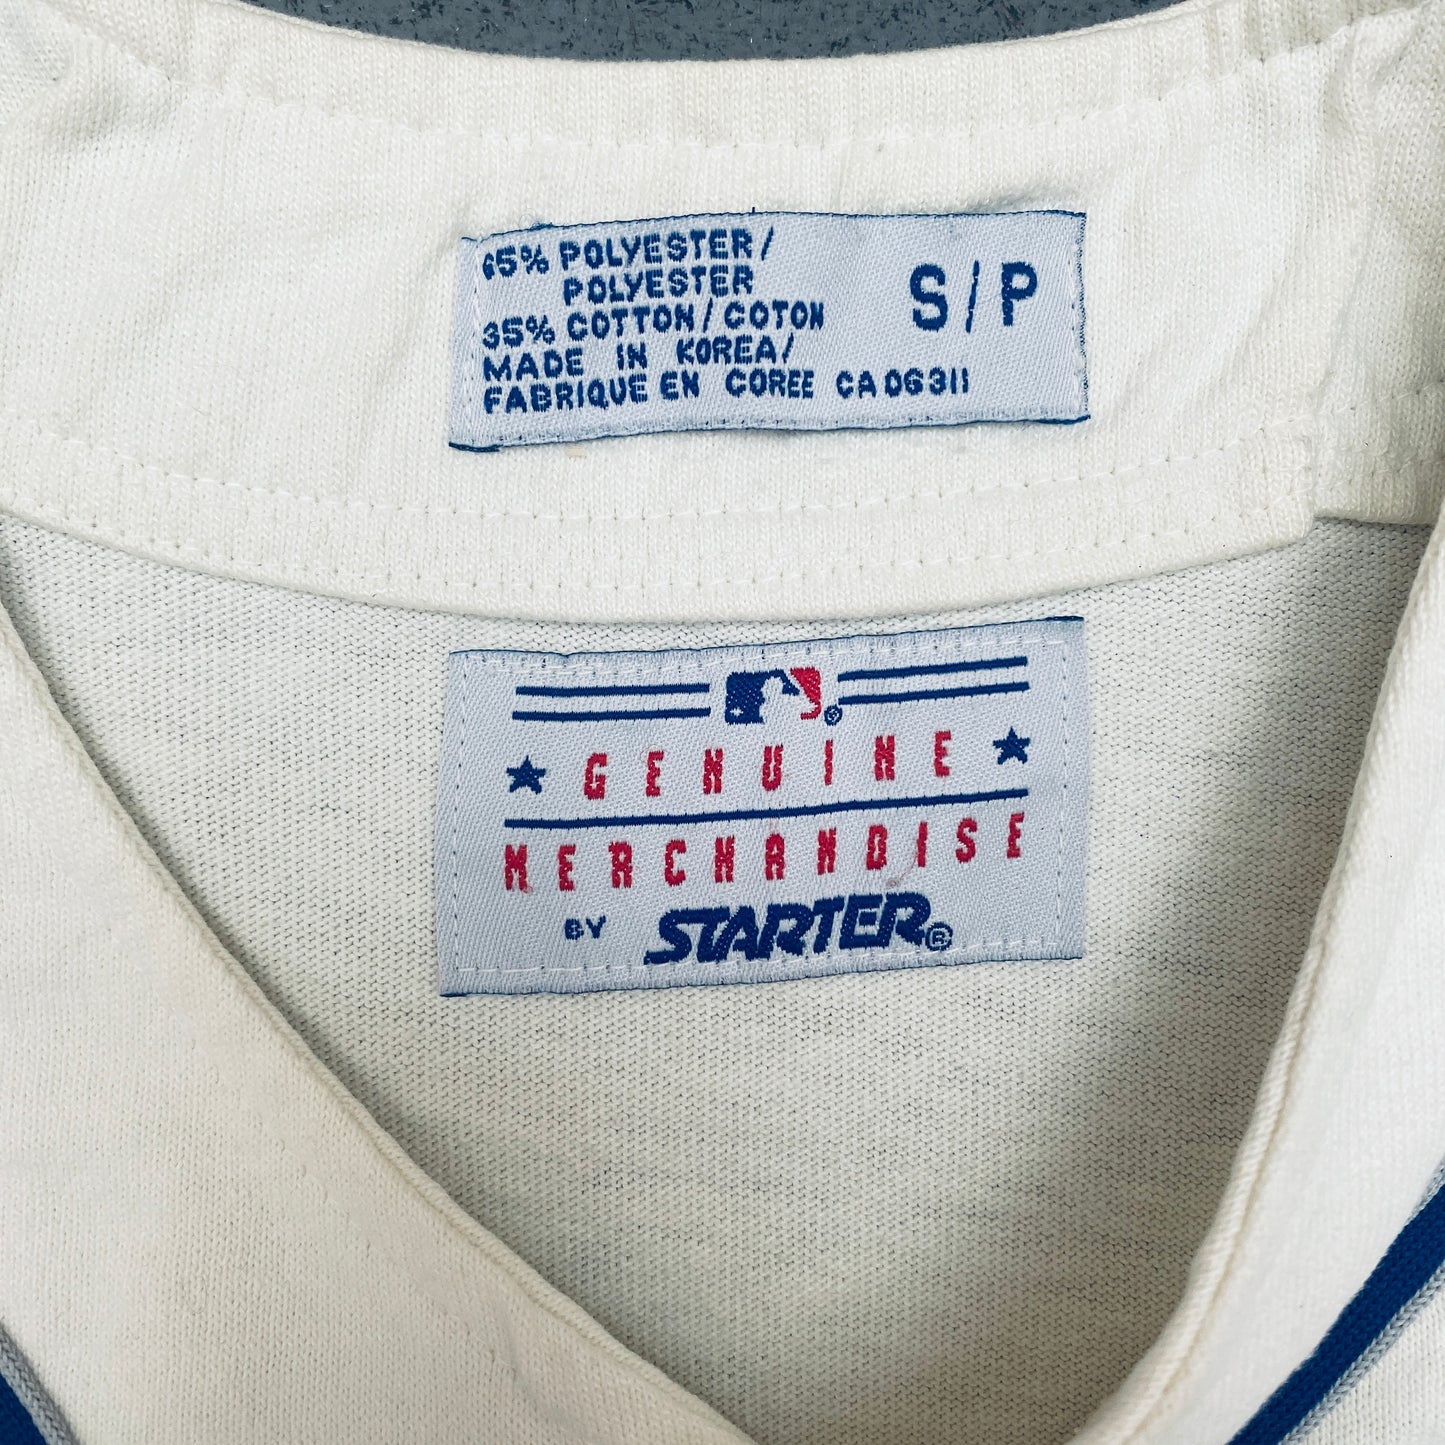 65% POLYESTER/
POLYESTER
35% COTTON/COTON
MADE IN KOREA/
FABRIQUE EN COREE CA06311
S/P
GENUINE
MERCHANDISE
BY STARTER®